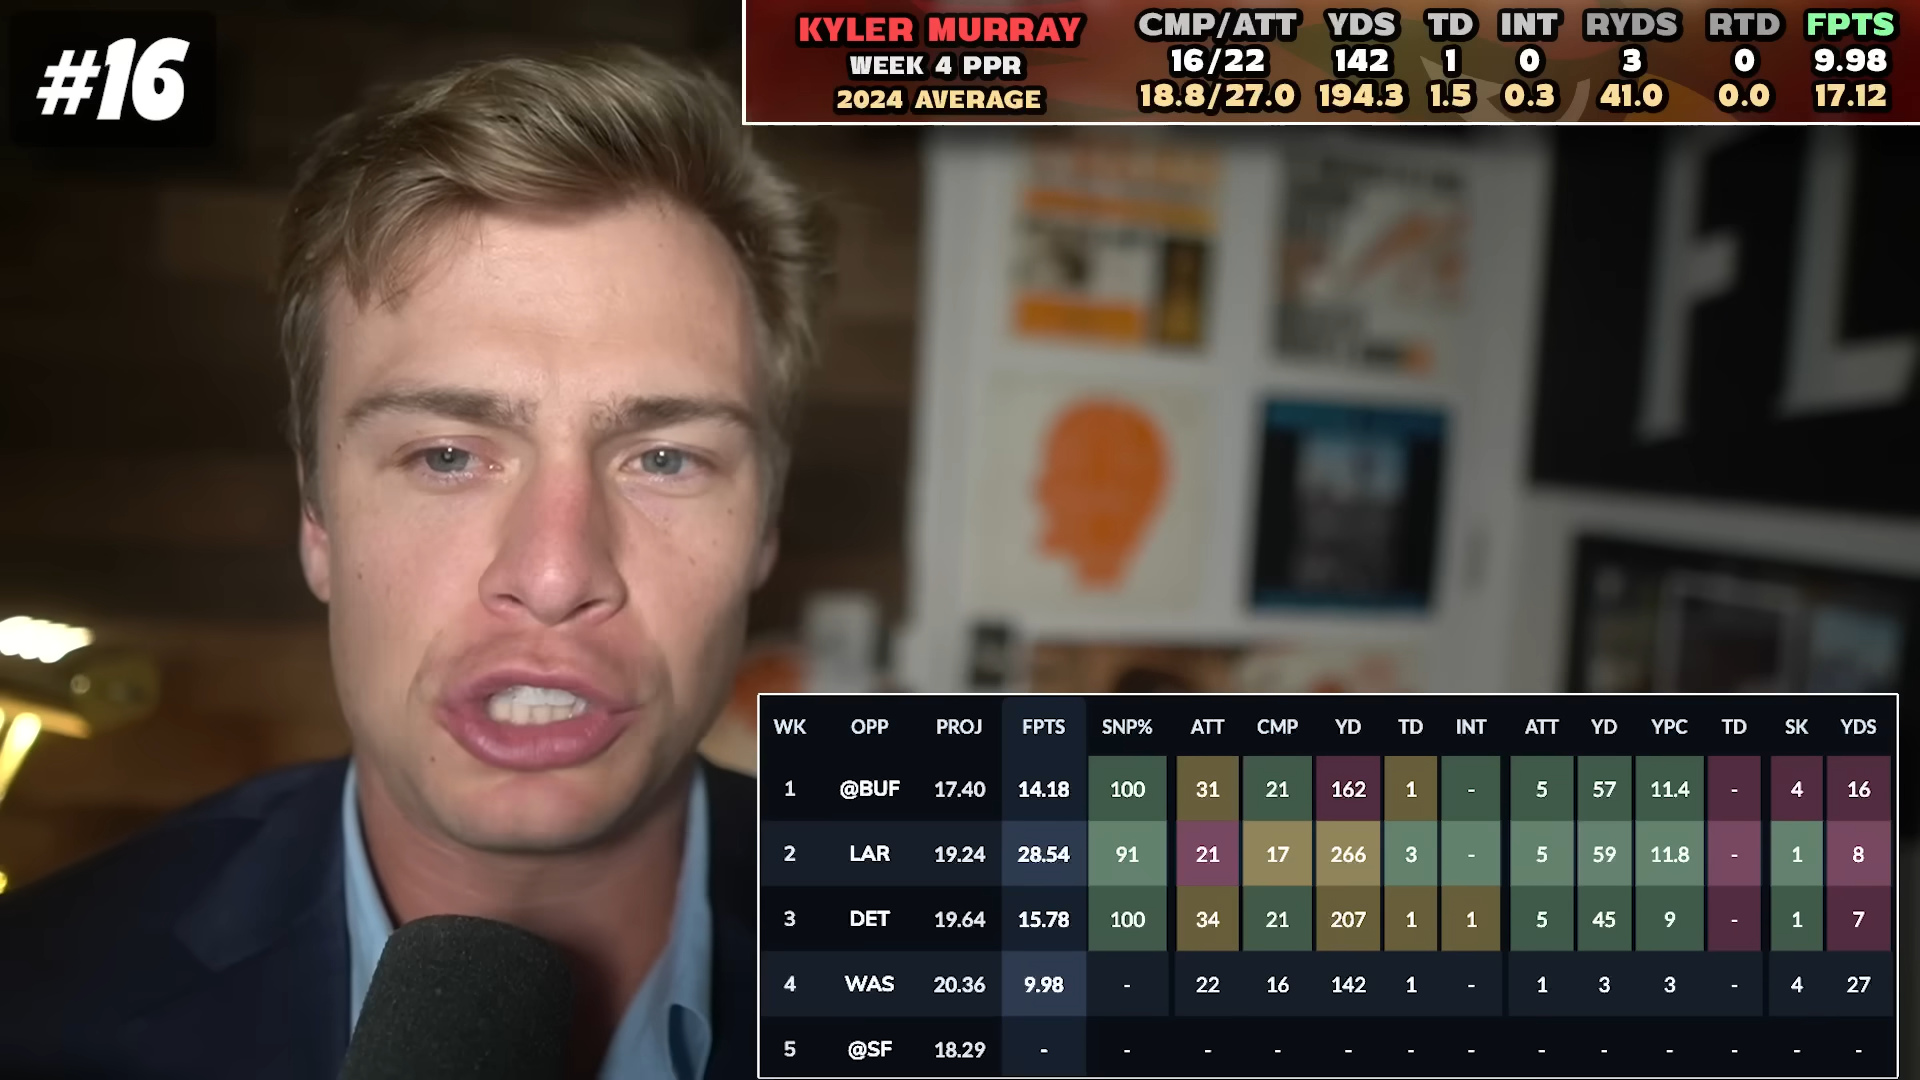 #16
KYLER MURRAY CMP/ATT YDS TD INT RYDS RTD FPTS
WEEK 4 PPR 16/22 142 1 0 3 0 9.98
2024 AVERAGE 18.8/27.0 194.3 1.5 0.3 41.0 0.0 17.12
FL
WK OPP PROJ FPTS SNP% ATT CMP YD TD INT ATT YD YPC TD SK YDS
1 @BUF 17.40 14.18 100 31 21 162 1 - 5 57 11.4 - 4 16
2 LAR 19.24 28.54 91 21 17 266 3 - 5 59 11.8 - 1 8
3 DET 19.64 15.78 100 34 21 207 1 1 5 45 9 - 1 7
4 WAS 20.36 9.98 - 22 16 142 1 - 1 3 3 - 4 27
5 @SF 18.29 - - - - - - - - - - - - -